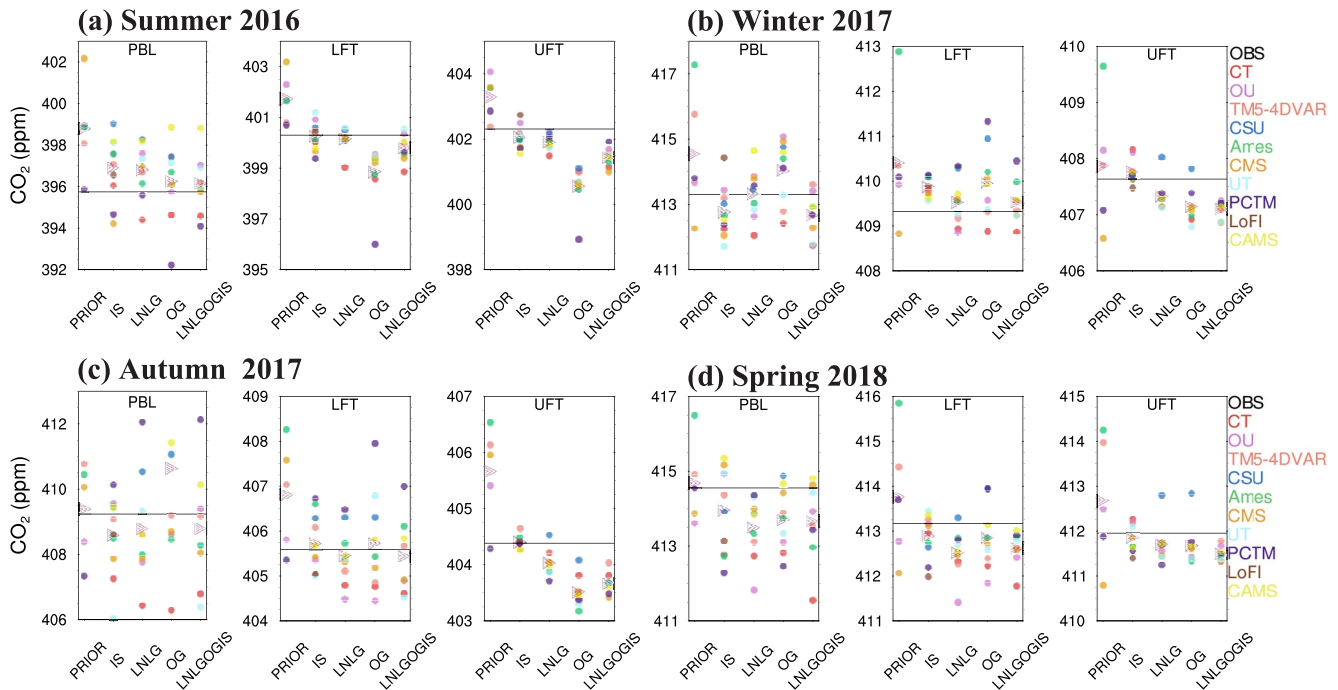 (a) Summer 2016
(b) Winter 2017
CO2 (ppm)
PBL
402
400
398
396
394
392
PRIOR
IS
LNLG
OG
LNLGOGIS
LFT
403
401
399
397
395
PRIOR
IS
LNLG
OG
LNLGOGIS
UFT
404
402
400
398
PRIOR
IS
LNLG
OG
LNLGOGIS
PBL
417
415
413
411
PRIOR
IS
LNLG
OG
LNLGOGIS
LFT
413
412
411
410
409
408
PRIOR
IS
LNLG
OG
LNLGOGIS
UFT
410
409
408
407
406
PRIOR
IS
LNLG
OG
LNLGOGIS
OBS
CT
OU
TM5-4DVAR
CSU
Ames
CMS
UT
PCTM
LoFI
CAMS
(c) Autumn 2017
(d) Spring 2018
CO2 (ppm)
PBL
412
410
408
406
PRIOR
IS
LNLG
OG
LNLGOGIS
LFT
409
408
407
406
405
404
PRIOR
IS
LNLG
OG
LNLGOGIS
UFT
407
406
405
404
403
PRIOR
IS
LNLG
OG
LNLGOGIS
PBL
417
415
413
411
PRIOR
IS
LNLG
OG
LNLGOGIS
LFT
416
415
414
413
412
411
PRIOR
IS
LNLG
OG
LNLGOGIS
UFT
415
414
413
412
411
410
PRIOR
IS
LNLG
OG
LNLGOGIS
OBS
CT
OU
TM5-4DVAR
CSU
Ames
CMS
UT
PCTM
LoFI
CAMS